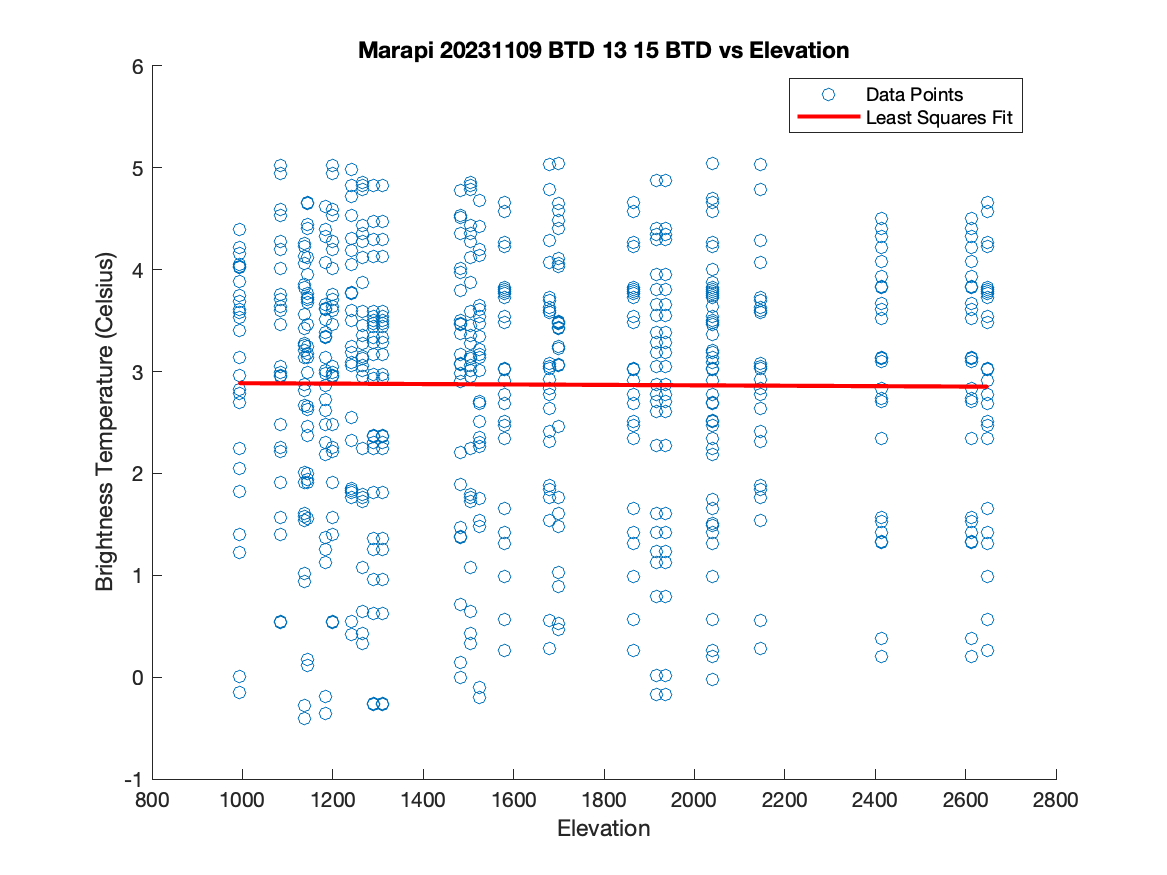 Marapi 20231109 BTD 13 15 BTD vs Elevation
Data Points
Least Squares Fit
6
5
4
3
2
1
0
-1
Brightness Temperature (Celsius)
800 1000 1200 1400 1600 1800 2000 2200 2400 2600 2800
Elevation